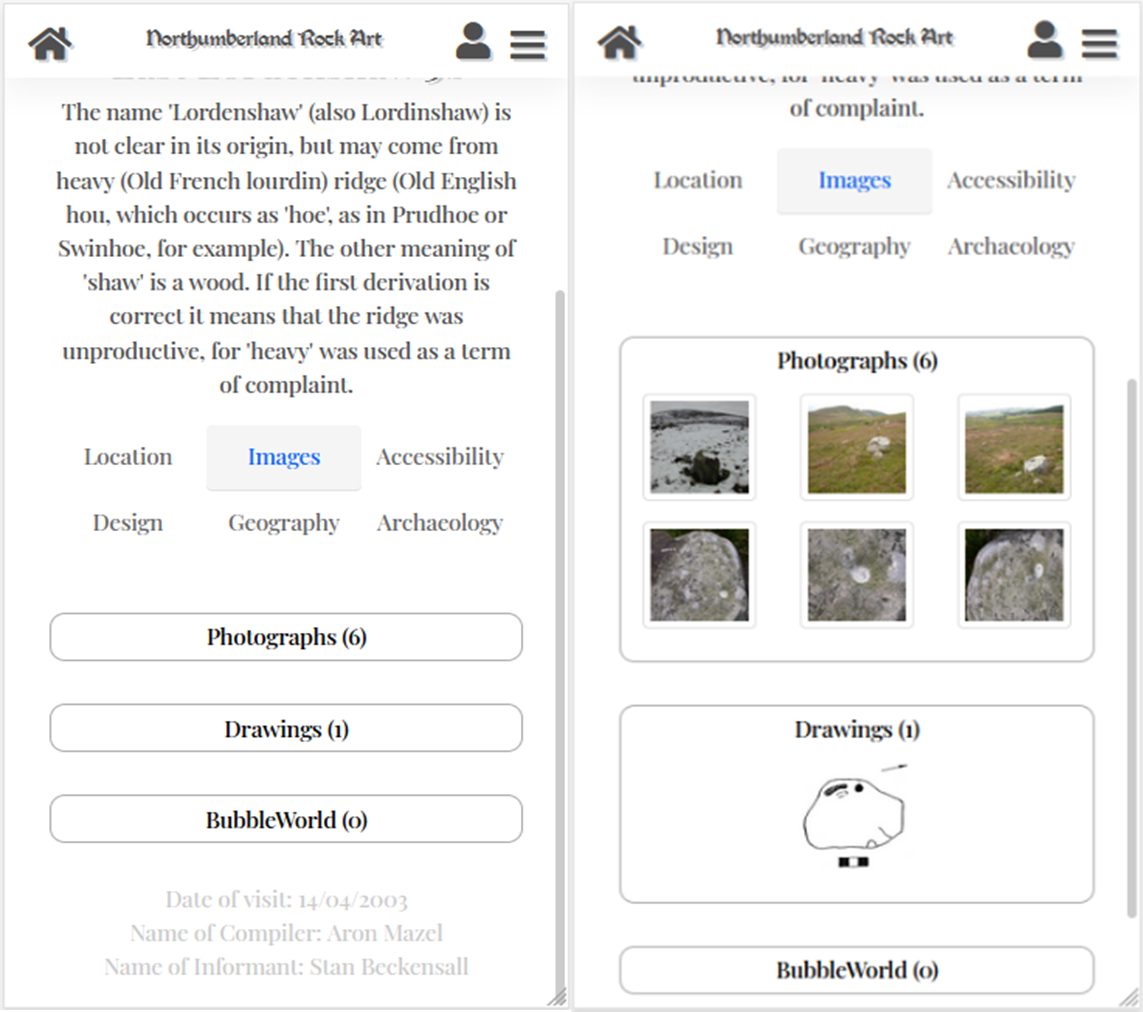 Northumberland Rock Art
The name 'Lordenshaw' (also Lordinshaw) is
not clear in its origin, but may come from
heavy (Old French lourdin) ridge (Old English
hou, which occurs as 'hoe', as in Prudhoe or
Swinhoe, for example). The other meaning of
'shaw' is a wood. If the first derivation is
correct it means that the ridge was
unproductive, for 'heavy' was used as a term
of complaint.
Location Images Accessibility
Design Geography Archaeology
Photographs (6)
Drawings (1)
BubbleWorld (0)
Date of visit: 14/04/2003
Name of Compiler: Aron Mazel
Name of Informant: Stan Beckensall
Northumberland Rock Art
unproductive, for 'heavy' was used as a term
of complaint.
Location Images Accessibility
Design Geography Archaeology
Photographs (6)
Drawings (1)
BubbleWorld (0)